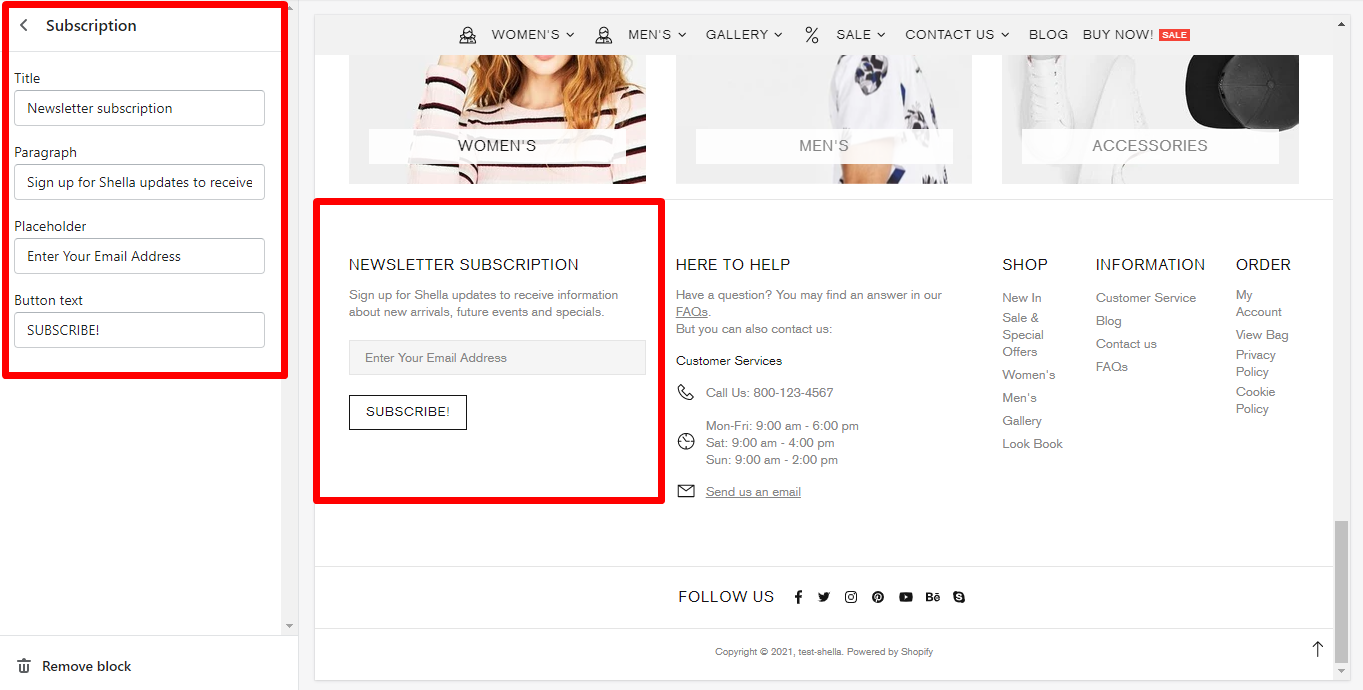 Subscription
Title
Newsletter subscription
Paragraph
Sign up for Shella updates to receive
Placeholder
Enter Your Email Address
Button text
SUBSCRIBE!
Remove block
WOMEN'S MEN'S GALLERY SALE CONTACT US BLOG BUY NOW! SALE
WOMEN'S
MEN'S
ACCESSORIES
NEWSLETTER SUBSCRIPTION
Sign up for Shella updates to receive information
about new arrivals, future events and specials.
Enter Your Email Address
SUBSCRIBE!
HERE TO HELP
Have a question? You may find an answer in our
FAQs.
But you can also contact us:
Customer Services
Call Us: 800-123-4567
Mon-Fri: 9:00 am - 6:00 pm
Sat: 9:00 am - 4:00 pm
Sun: 9:00 am - 2:00 pm
Send us an email
SHOP
New In
Sale &
Special
Offers
Women's
Men's
Gallery
Look Book
INFORMATION
Customer Service
Blog
Contact us
FAQs
ORDER
My
Account
View Bag
Privacy
Policy
Cookie
Policy
FOLLOW US
Bē
Copyright © 2021, test-shella. Powered by Shopify